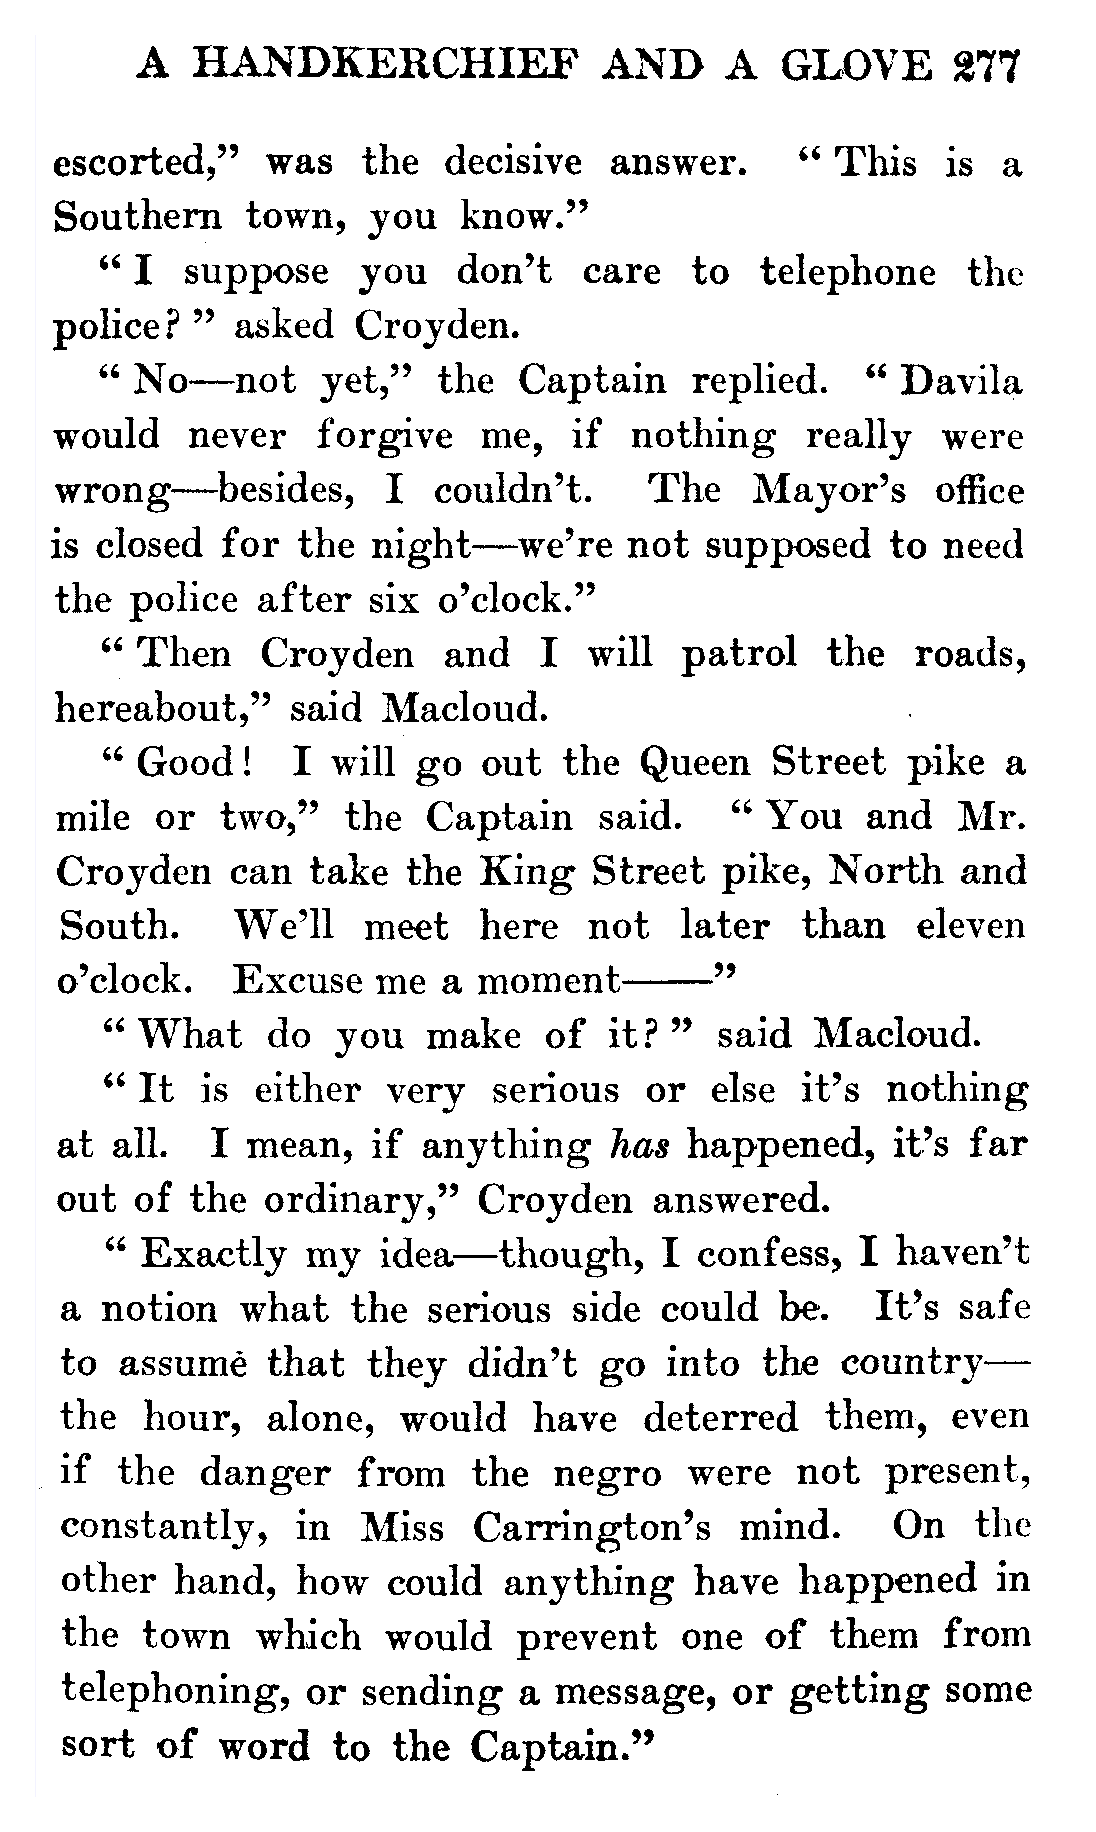 A HANDKERCHIEF AND A GLOVE 277
escorted,” was the decisive answer. “ This is a
Southern town, you know.”
“ I suppose you don’t care to telephone the
police? ” asked Croyden.
“ No—not yet,” the Captain replied. “ Davila
would never forgive me, if nothing really were
wrong—besides, I couldn’t. The Mayor’s office
is closed for the night—we’re not supposed to need
the police after six o’clock.”
“ Then Croyden and I will patrol the roads,
hereabout,” said Macloud.
“ Good! I will go out the Queen Street pike a
mile or two,” the Captain said. “ You and Mr.
Croyden can take the King Street pike, North and
South. We’ll meet here not later than eleven
o’clock. Excuse me a moment——”
“ What do you make of it? ” said Macloud.
“ It is either very serious or else it’s nothing
at all. I mean, if anything has happened, it’s far
out of the ordinary,” Croyden answered.
“ Exactly my idea—though, I confess, I haven’t
a notion what the serious side could be. It’s safe
to assume that they didn’t go into the country—
the hour, alone, would have deterred them, even
if the danger from the negro were not present,
constantly, in Miss Carrington’s mind. On the
other hand, how could anything have happened in
the town which would prevent one of them from
telephoning, or sending a message, or getting some
sort of word to the Captain.”